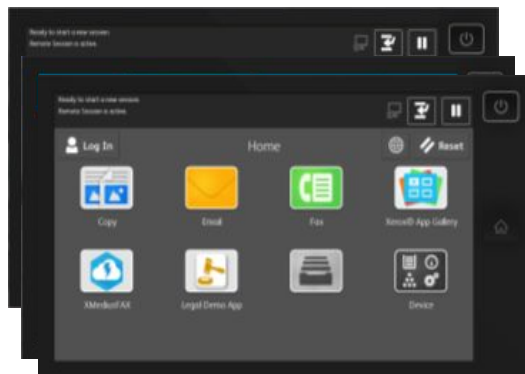 Ready to start a new session
Remote Session is active.
Ready to start a new session
Remote Session is active.
Log In
Home
Reset
Copy
Email
Fax
Xerox® App Gallery
XMediusFAX
Legal Demo App
Device